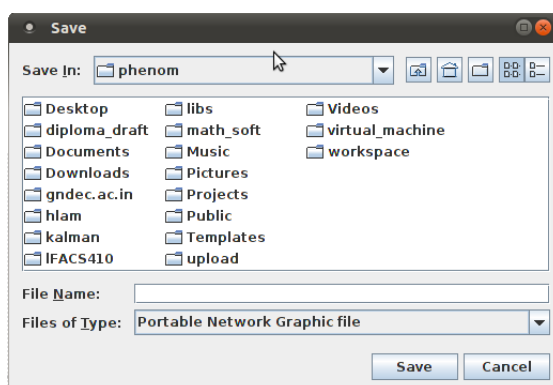 Save
Save In: phenom
Desktop libs Videos
diploma_draft math_soft virtual_machine
Documents Music workspace
Downloads Pictures
gndec.ac.in Projects
hlam Public
kalman Templates
IFACS410 upload
File Name:
Files of Type: Portable Network Graphic file
Save Cancel